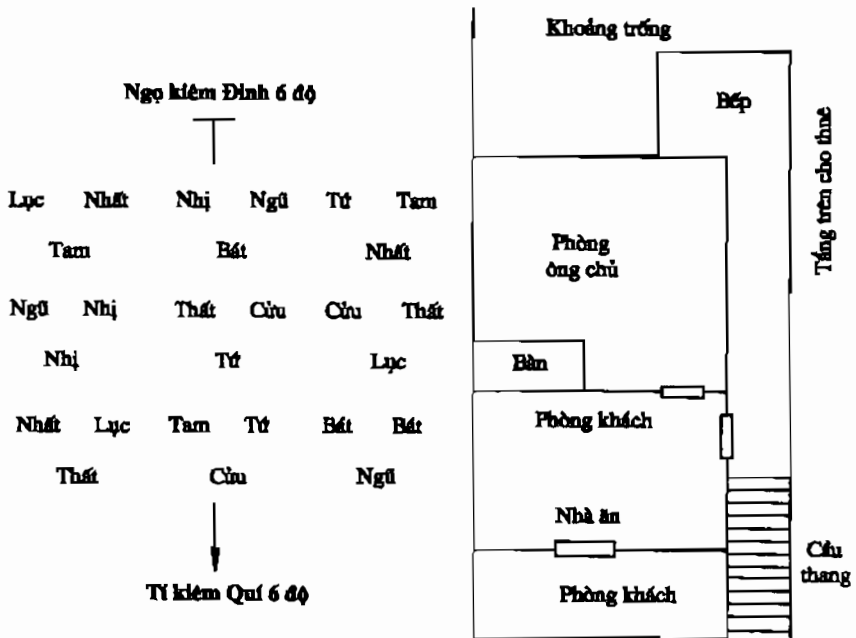 Ngọ kiêm Đinh 6 độ
Lục Nhất Nhị Ngũ Tứ Tam
Tam Bát Nhất
Ngũ Nhị Thất Cửu Cửu Thất
Nhị Tứ Lục
Nhất Lục Tam Tứ Bát Bát
Thất Cửu Ngũ
Tí kiêm Quí 6 độ
Khoảng trống
Bếp
Tầng trên cho thuê
Phòng
ông chủ
Bàn
Phòng khách
Nhà ăn
Cầu
thang
Phòng khách